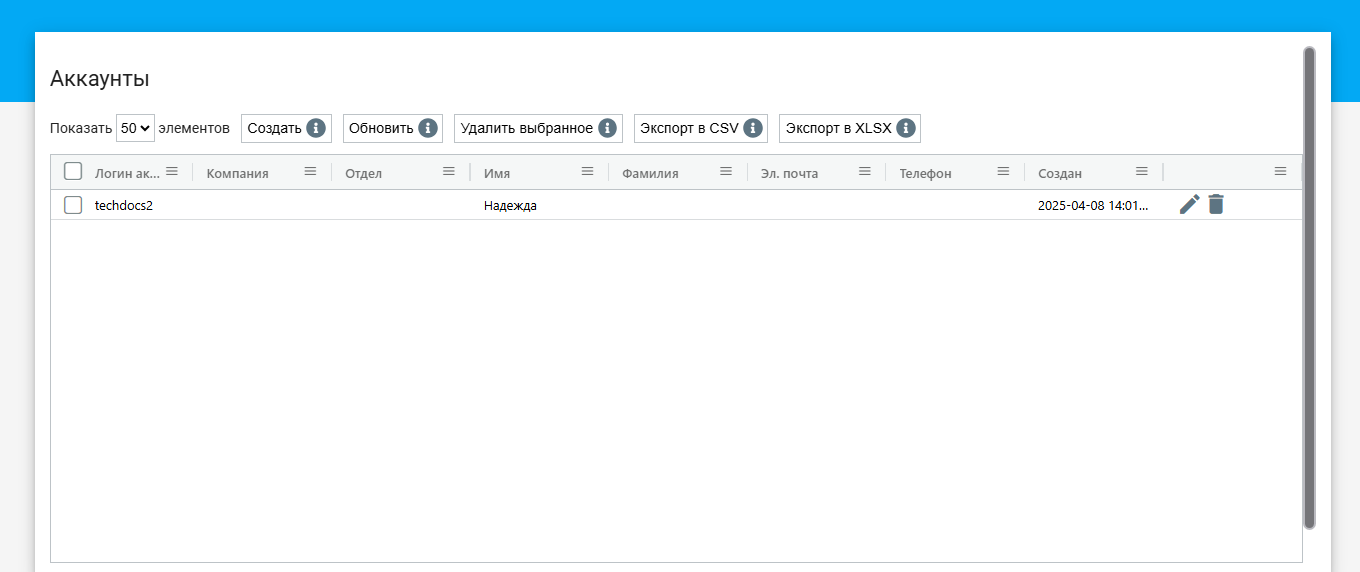 Аккаунты
Показать 50 элементов Создать Обновить Удалить выбранное Экспорт в CSV Экспорт в XLSX
Логин ак... Компания Отдел Имя Фамилия Эл. почта Телефон Создан
techdocs2 Надежда 2025-04-08 14:01...